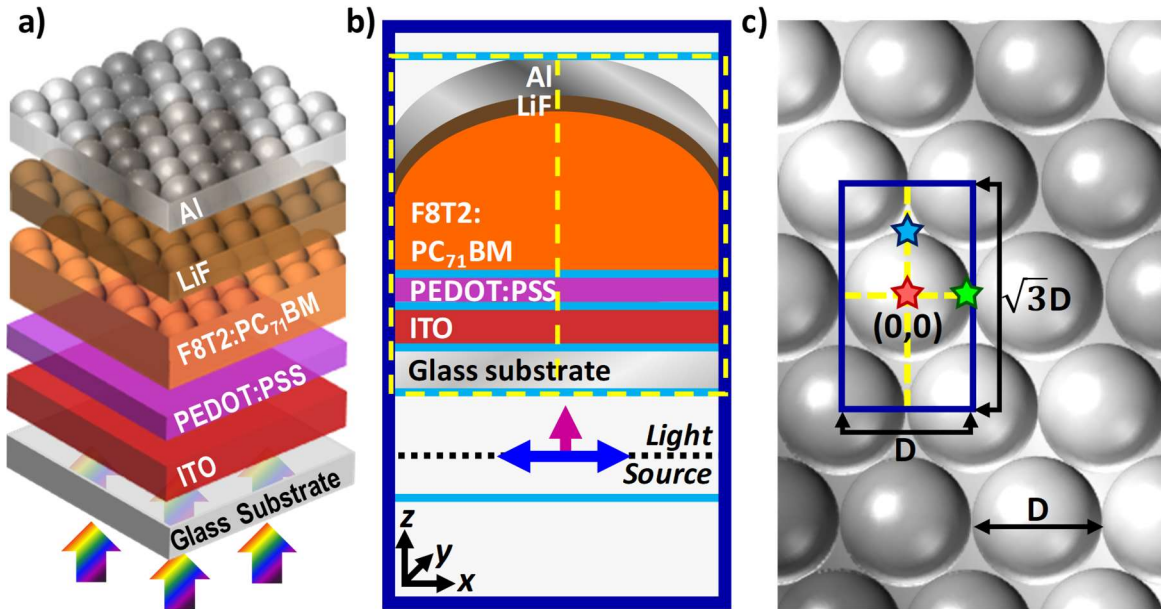 a)
Al
LiF
F8T2:PC71BM
PEDOT:PSS
ITO
Glass Substrate
b)
Al
LiF
F8T2:
PC71BM
PEDOT:PSS
ITO
Glass substrate
Light
Source
z
y
x
c)
(0,0)
√3D
D
D